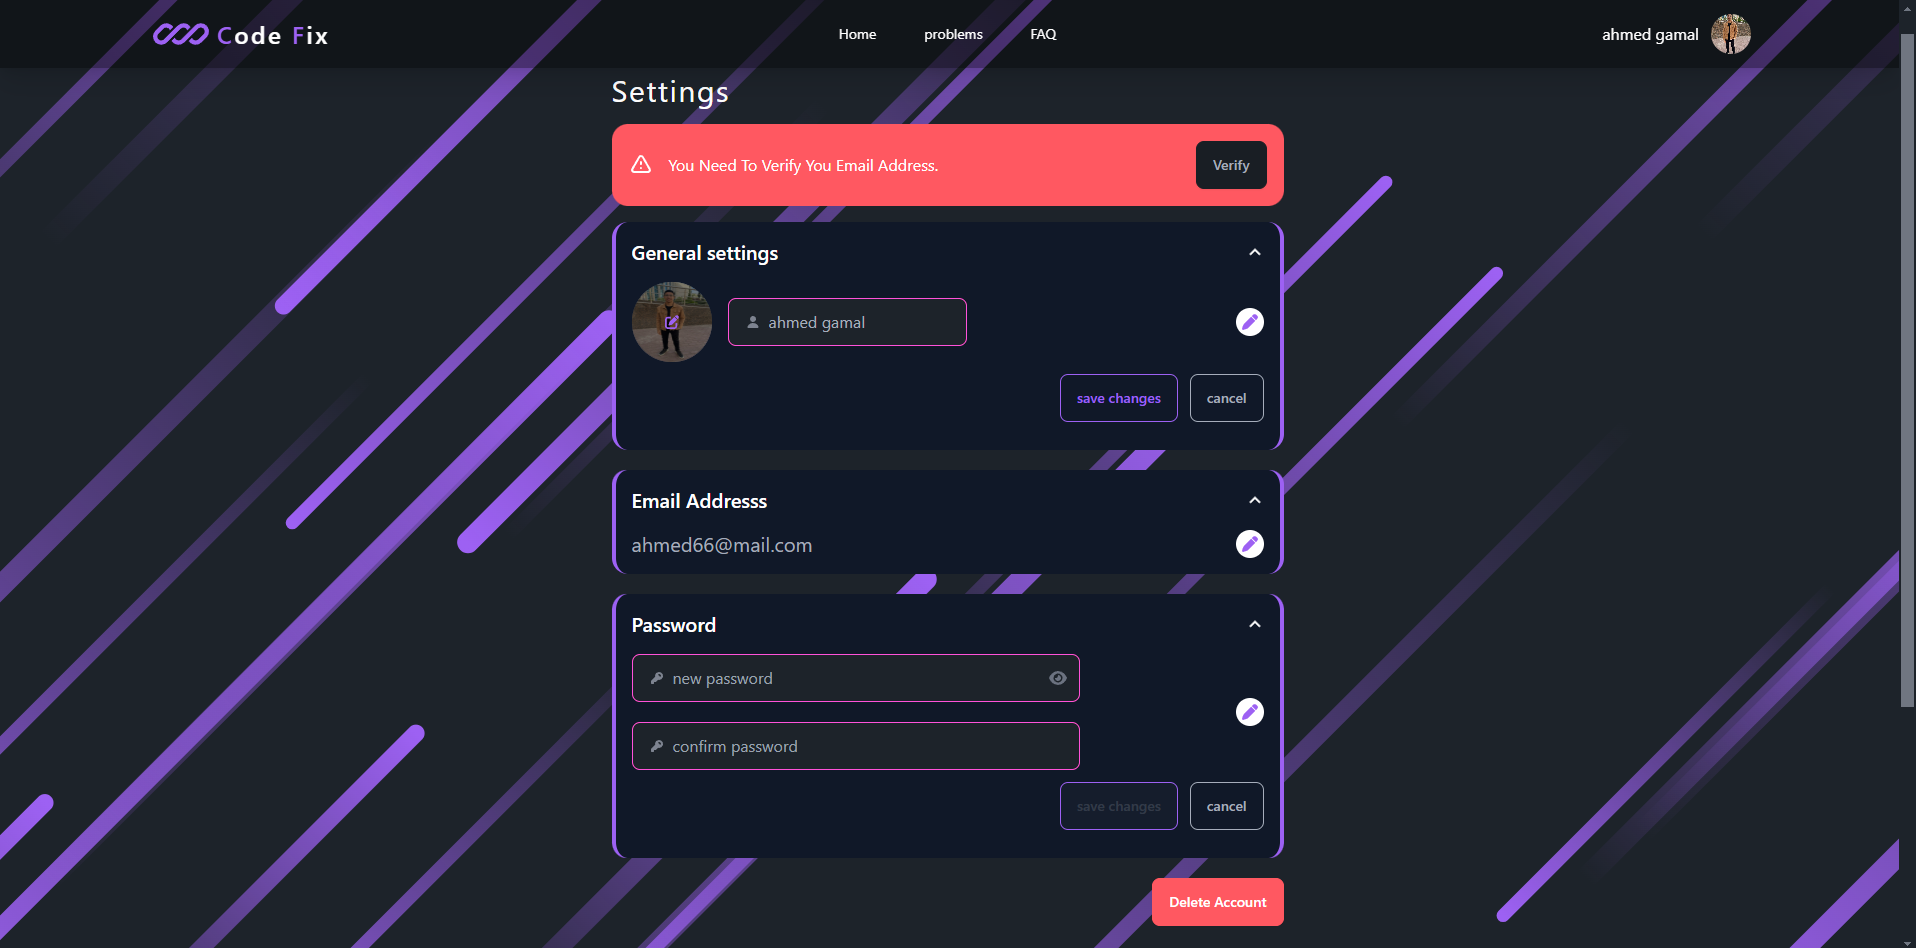 Code Fix
Home problems FAQ
ahmed gamal
Settings
You Need To Verify You Email Address.
Verify
General settings
ahmed gamal
save changes cancel
Email Addresss
ahmed66@mail.com
Password
new password
confirm password
save changes cancel
Delete Account